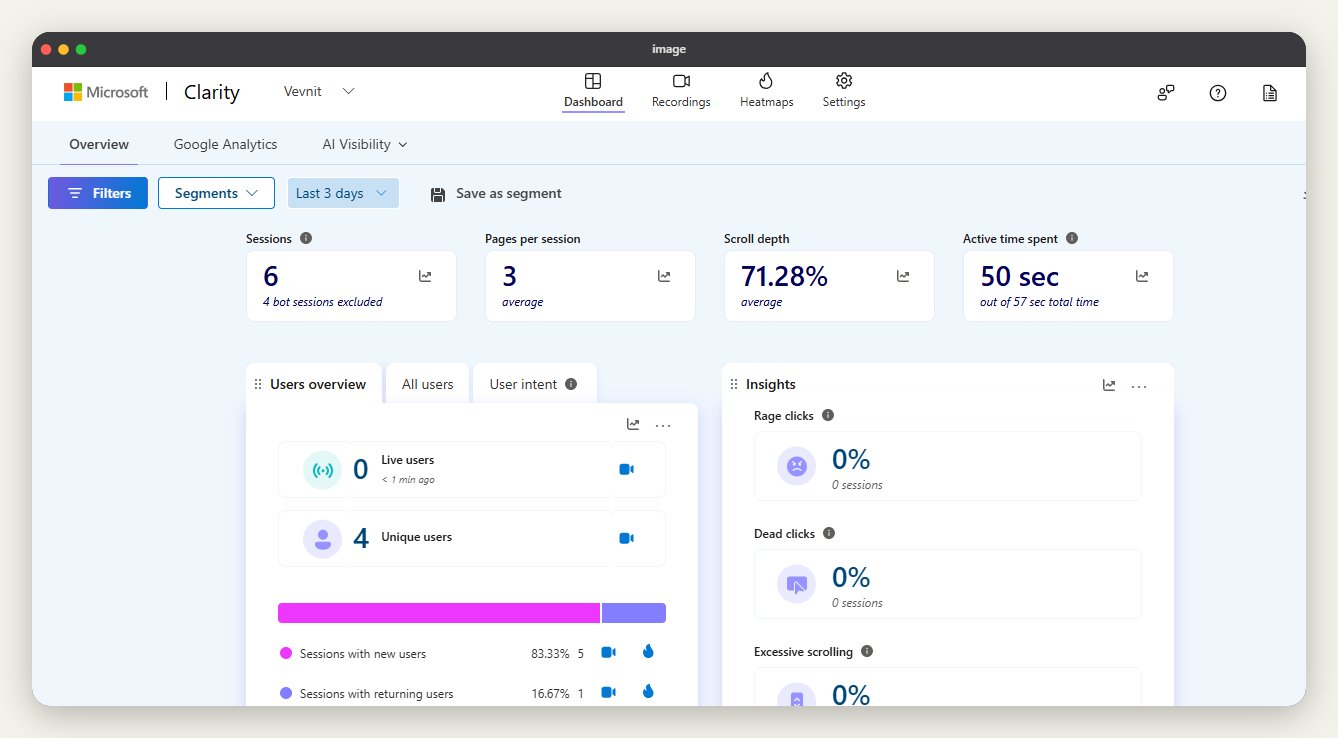 image
Microsoft | Clarity Vevnit
Dashboard Recordings Heatmaps Settings
Overview Google Analytics AI Visibility
Filters Segments Last 3 days Save as segment
Sessions Pages per session Scroll depth Active time spent
6 3 71.28% 50 sec
4 bot sessions excluded average average out of 57 sec total time
Users overview All users User intent
0 Live users
< 1 min ago
4 Unique users
Sessions with new users 83.33% 5
Sessions with returning users 16.67% 1
Insights
Rage clicks
0%
0 sessions
Dead clicks
0%
0 sessions
Excessive scrolling
0%